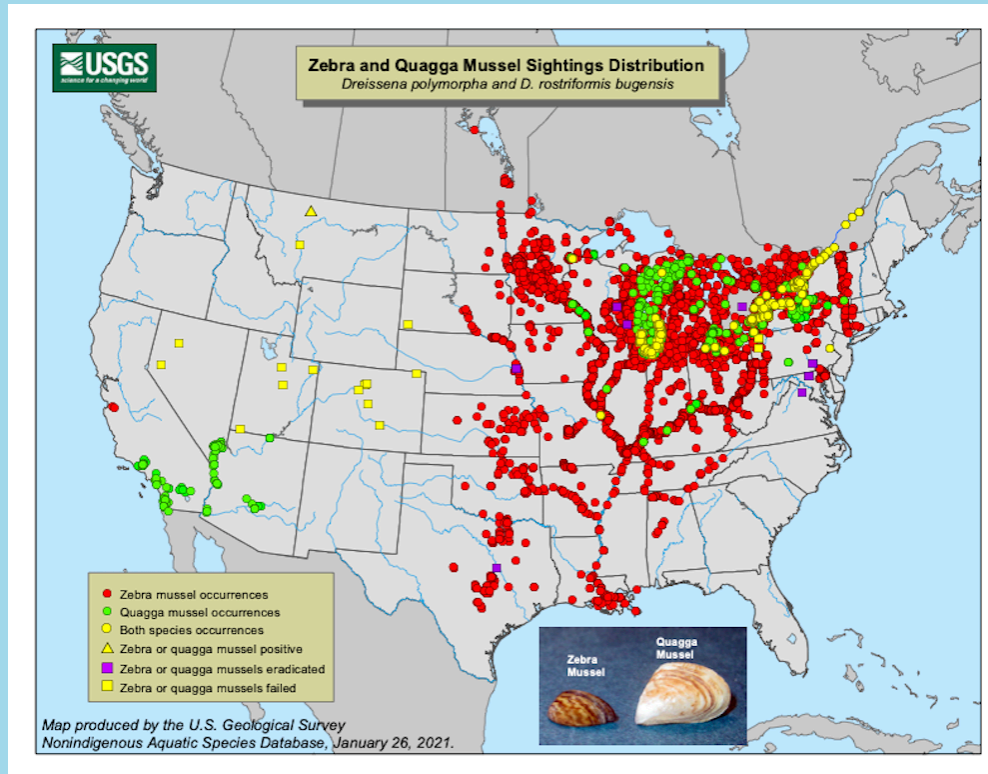 USGS
science for a changing world
Zebra and Quagga Mussel Sightings Distribution
Dreissena polymorpha and D. rostriformis bugensis
Zebra mussel occurrences
Quagga mussel occurrences
Both species occurrences
Zebra or quagga mussel positive
Zebra or quagga mussels eradicated
Zebra or quagga mussels failed
Zebra
Mussel
Quagga
Mussel
Map produced by the U.S. Geological Survey
Nonindigenous Aquatic Species Database, January 26, 2021.